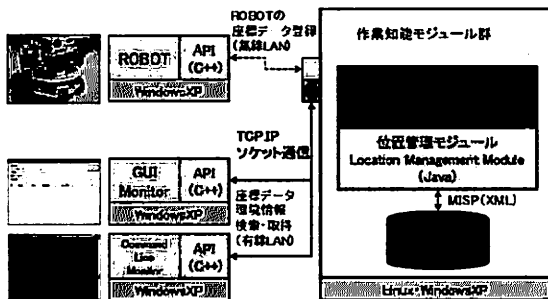 ROBOTの
座標データ登録
(無線LAN)
ROBOT
API
(C++)
WindowsXP
TCP,IP
ソケット通信
GUI
Monitor
API
(C++)
WindowsXP
座標データ
環境情報
検索・取得
(有線LAN)
Command
Line
Monitor
API
(C++)
WindowsXP
作業知能モジュール群
位置管理モジュール
Location Management Module
(Java)
MISP(XML)
Linux・WindowsXP